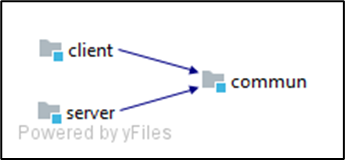 client
commun
server
Powered by yFiles